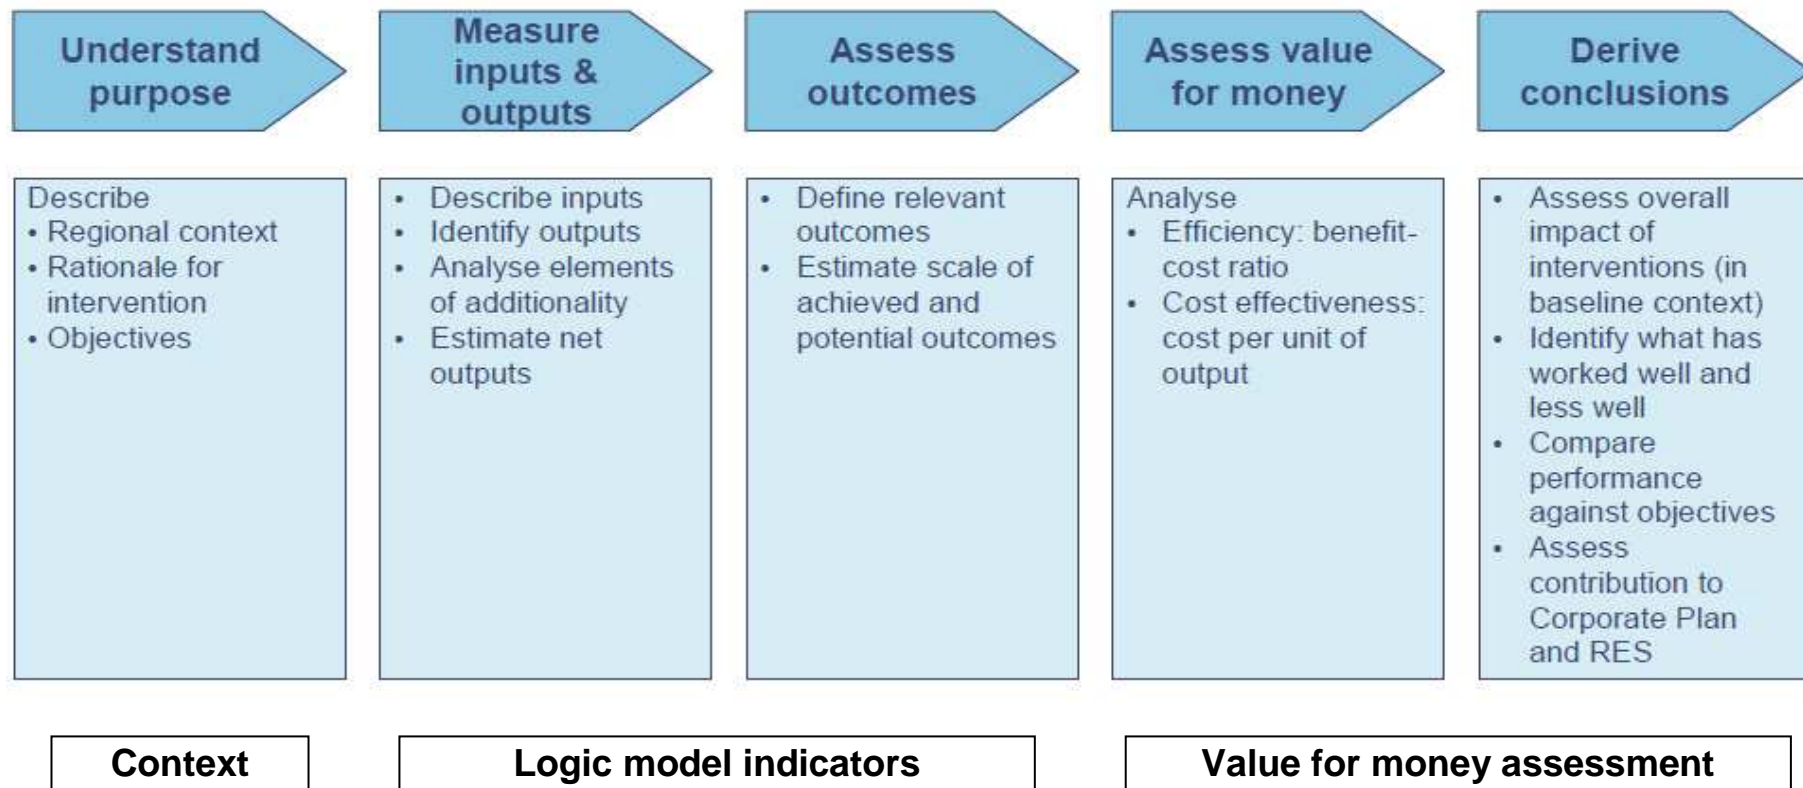 Understand
purpose
Measure
inputs &
outputs
Assess
outcomes
Assess value
for money
Derive
conclusions
Describe
• Regional context
• Rationale for
intervention
• Objectives
• Describe inputs
• Identify outputs
• Analyse elements
of additionality
• Estimate net
outputs
• Define relevant
outcomes
• Estimate scale of
achieved and
potential outcomes
Analyse
• Efficiency: benefit-
cost ratio
• Cost effectiveness:
cost per unit of
output
• Assess overall
impact of
interventions (in
baseline context)
• Identify what has
worked well and
less well
• Compare
performance
against objectives
• Assess
contribution to
Corporate Plan
and RES
Context
Logic model indicators
Value for money assessment